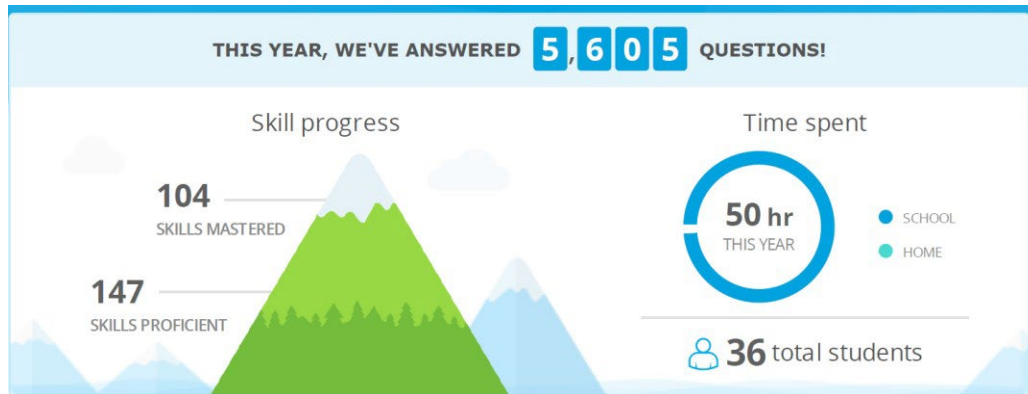 THIS YEAR, WE'VE ANSWERED 5,605 QUESTIONS!
Skill progress
104
SKILLS MASTERED
147
SKILLS PROFICIENT
Time spent
50 hr
THIS YEAR
SCHOOL
HOME
36 total students